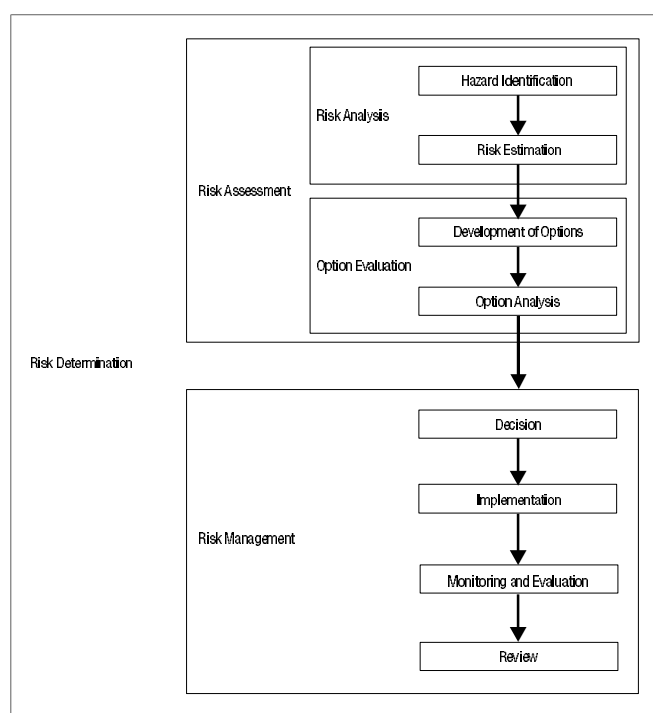 Hazard Identification
Risk Analysis
Risk Estimation
Risk Assessment
Development of Options
Option Evaluation
Option Analysis
Risk Determination
Decision
Implementation
Risk Management
Monitoring and Evaluation
Review